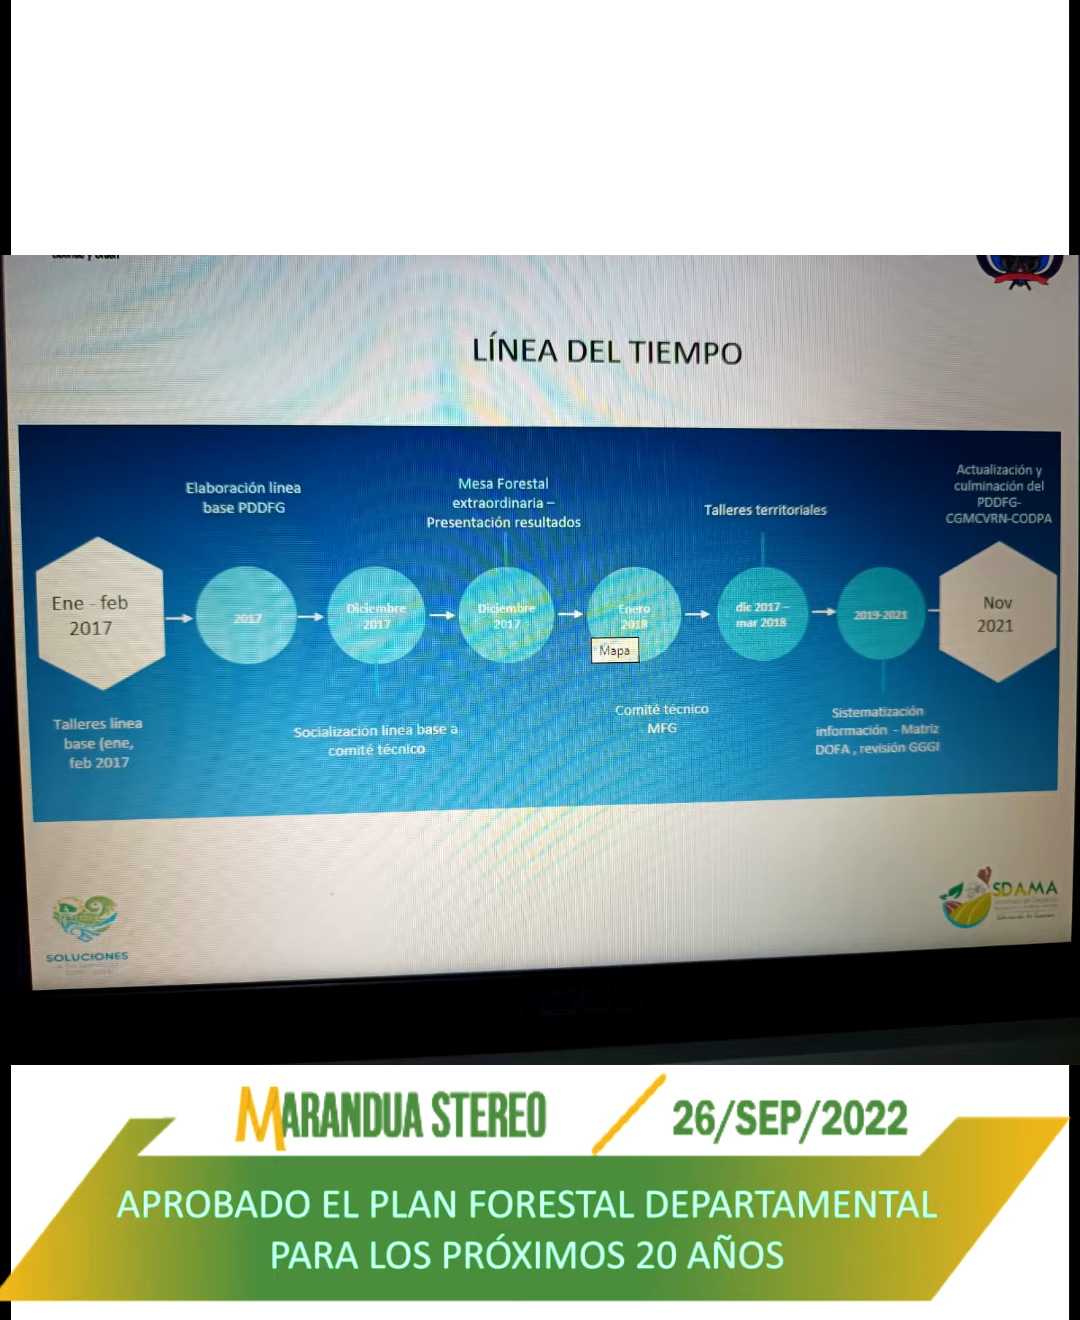 LÍNEA DEL TIEMPO
Elaboración línea
base PDDFG
Mesa Forestal
extraordinaria –
Presentación resultados
Talleres territoriales
Actualización y
culminación del
PDDFG-
CGMCVRN-CODPA
Ene - feb
2017
2017
Diciembre
2017
Diciembre
2017
Enero
2018
Mapa
dic 2017 –
mar 2018
2019-2021
Nov
2021
Talleres línea
base (ene,
feb 2017
Socialización línea base a
comité técnico
Comité técnico
MFG
Sistematización
información - Matriz
DOFA , revisión GGGI
SOLUCIONES
SDAMA
MARANDUA STEREO
26/SEP/2022
APROBADO EL PLAN FORESTAL DEPARTAMENTAL
PARA LOS PRÓXIMOS 20 AÑOS